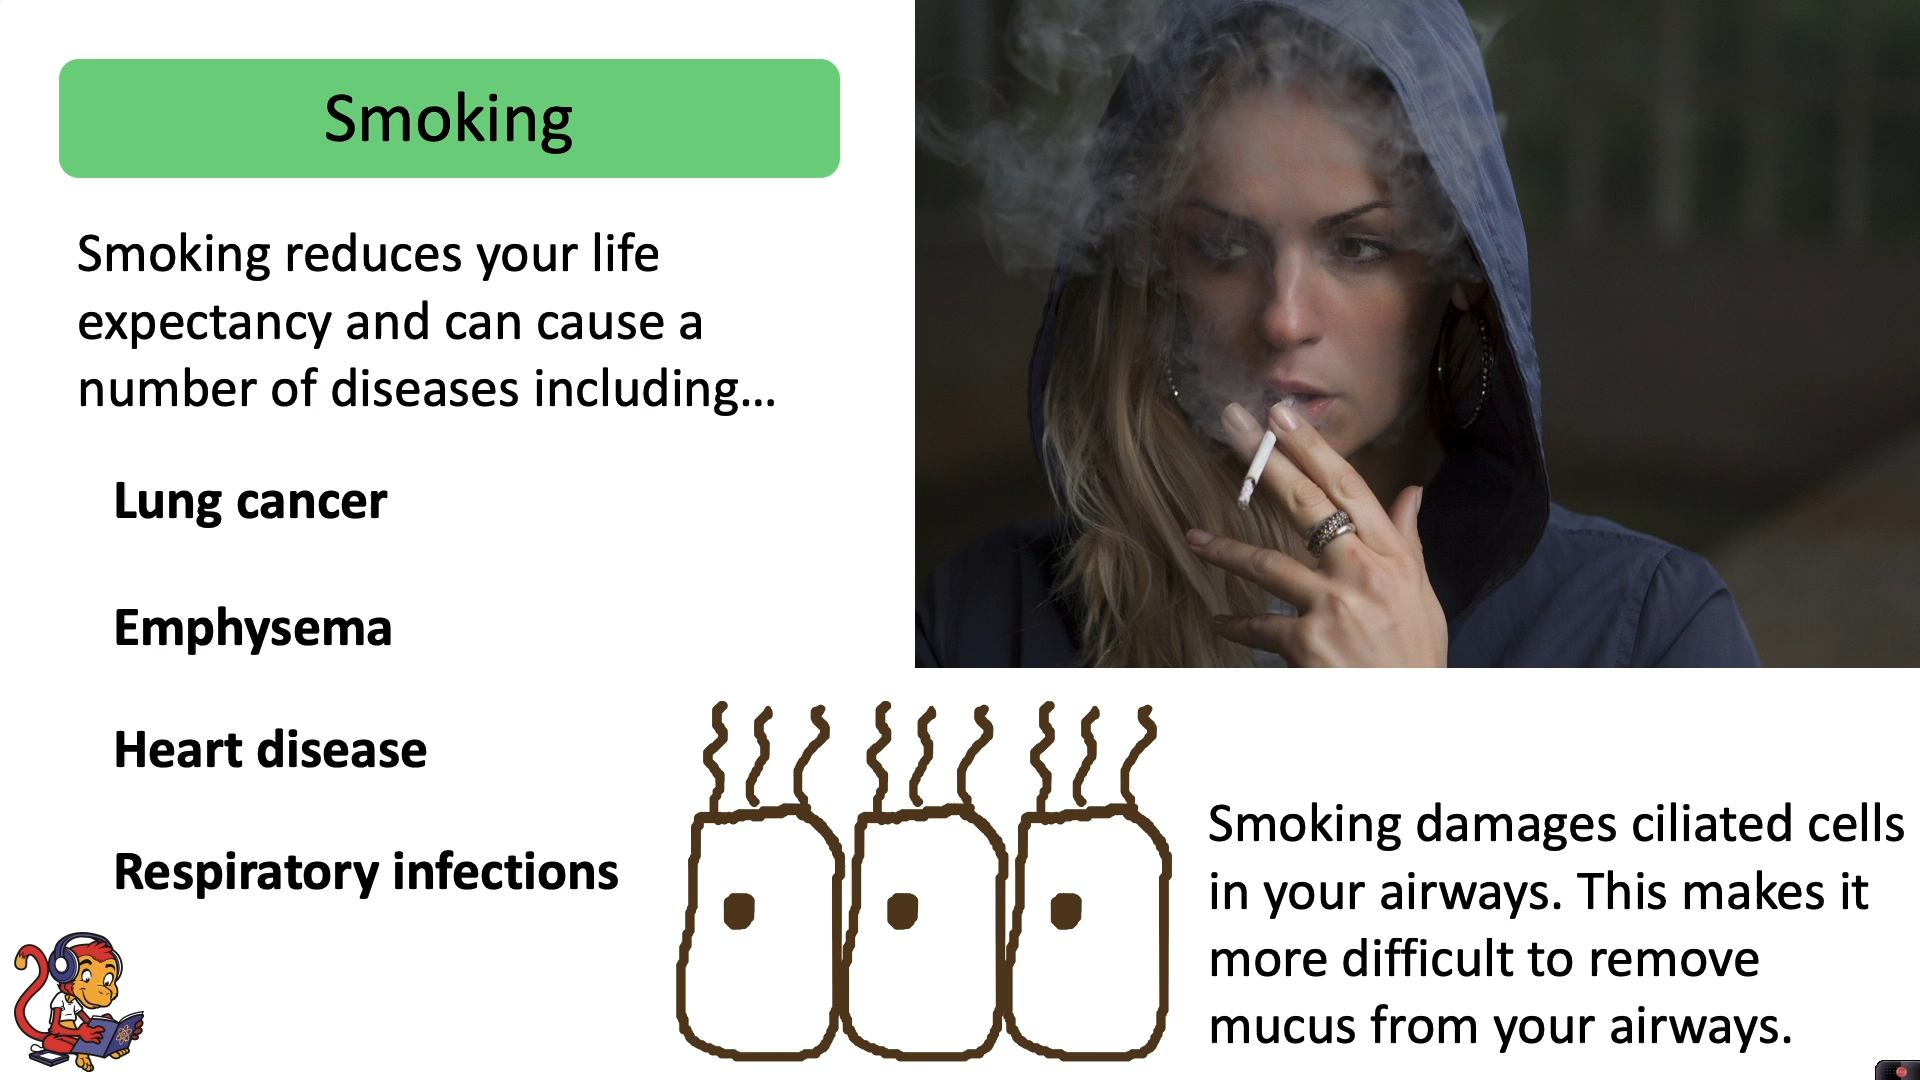 Smoking
Smoking reduces your life
expectancy and can cause a
number of diseases including...
Lung cancer
Emphysema
Heart disease
Respiratory infections
Smoking damages ciliated cells
in your airways. This makes it
more difficult to remove
mucus from your airways.